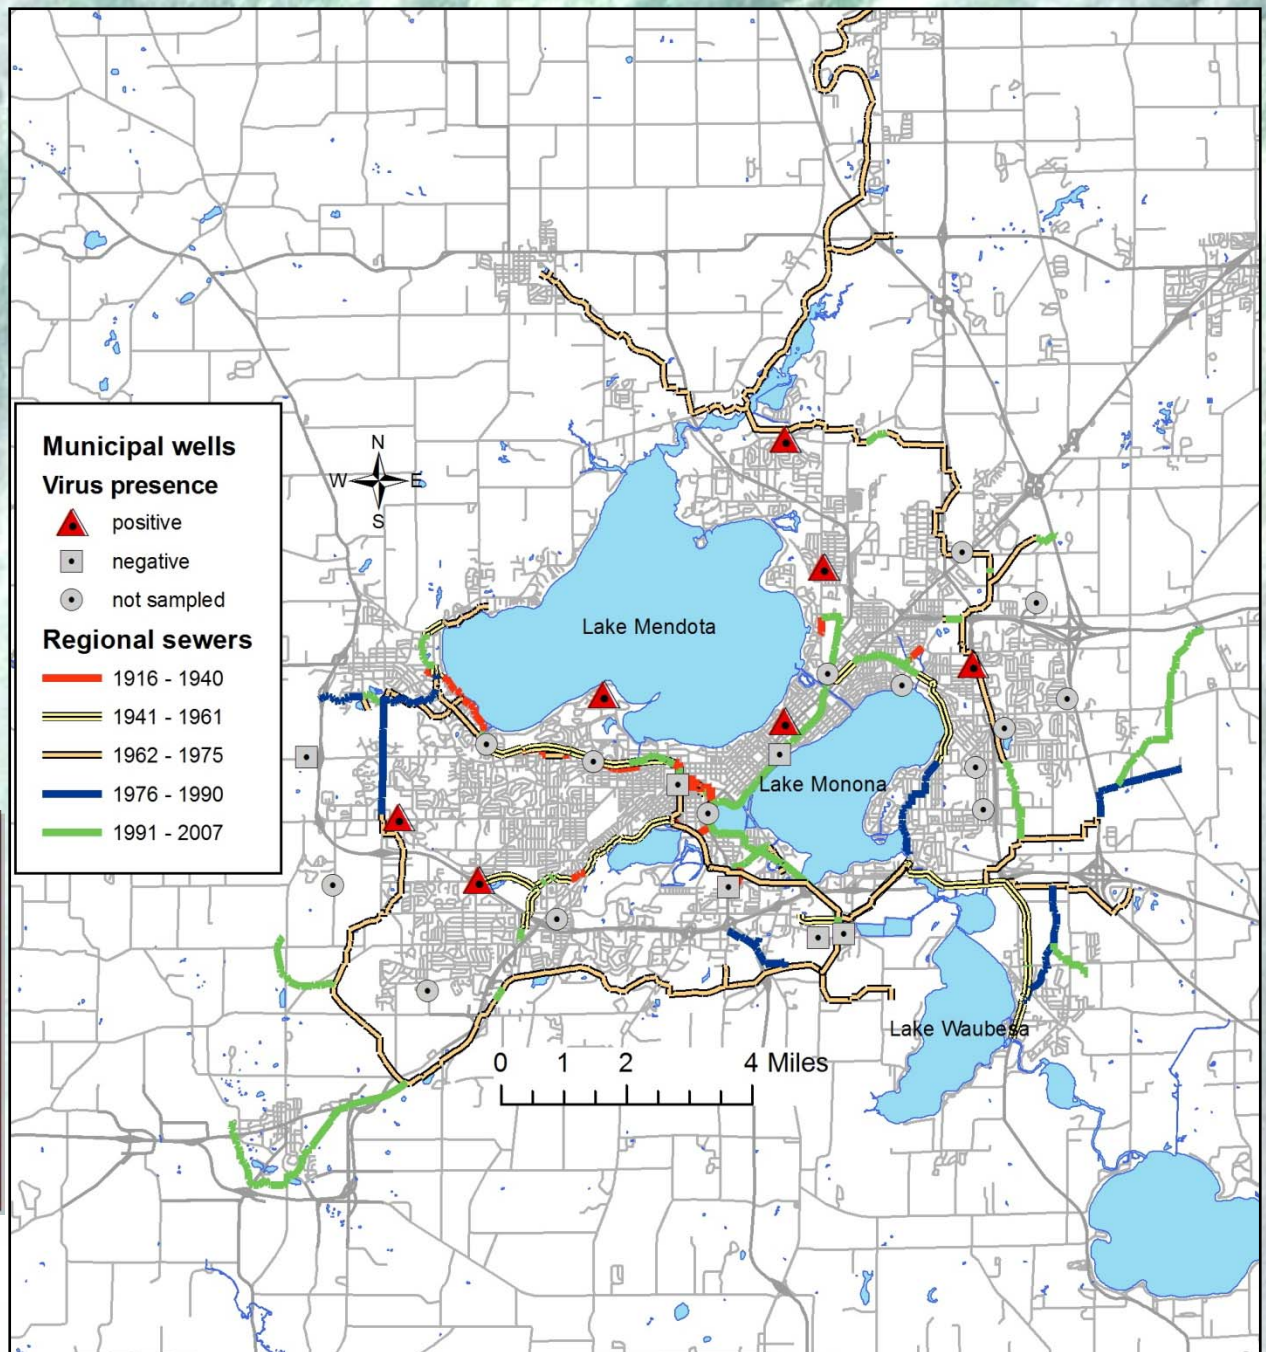 Municipal wells
Virus presence
positive
negative
not sampled
Regional sewers
1916 - 1940
1941 - 1961
1962 - 1975
1976 - 1990
1991 - 2007
N
W E
S
Lake Mendota
Lake Monona
Lake Waubesa
0 1 2 4 Miles